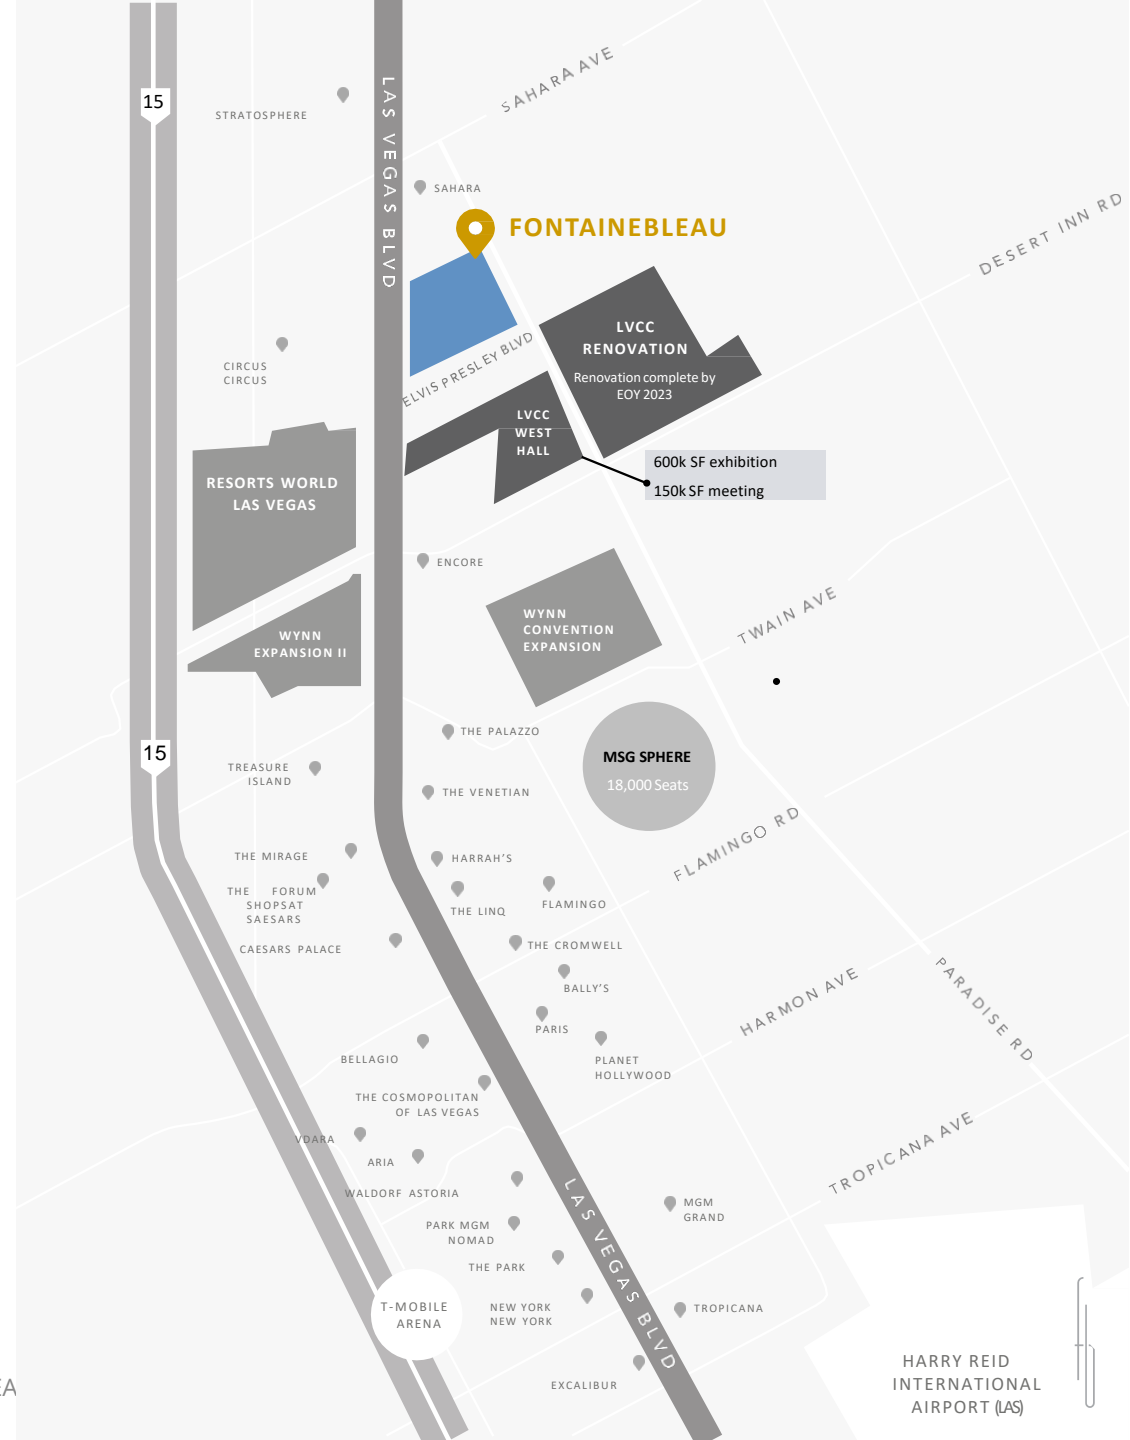 SAHARA AVE
15
LAS VEGAS BLVD
STRATOSPHERE
SAHARA
FONTAINEBLEAU
DESERT INN RD
LVCC
RENOVATION
Renovation complete by
EOY 2023
ELVIS PRESLEY BLVD
CIRCUS
CIRCUS
LVCC
WEST
HALL
600k SF exhibition
150k SF meeting
RESORTS WORLD
LAS VEGAS
ENCORE
WYNN
CONVENTION
EXPANSION
TWAIN AVE
WYNN
EXPANSION II
THE PALAZZO
15
MSG SPHERE
18,000 Seats
TREASURE
ISLAND
THE VENETIAN
FLAMINGO RD
THE MIRAGE
HARRAH'S
THE FORUM
SHOPSAT
SAESARS
THE LINQ
FLAMINGO
CAESARS PALACE
THE CROMWELL
BALLY'S
PARADISE RD
HARMON AVE
PARIS
BELLAGIO
PLANET
HOLLYWOOD
THE COSMOPOLITAN
OF LAS VEGAS
VDARA
ARIA
TROPICANA AVE
WALDORF ASTORIA
LAS VEGAS BLVD
MGM
GRAND
PARK MGM
NOMAD
THE PARK
T-MOBILE
ARENA
NEW YORK
NEW YORK
TROPICANA
EXCALIBUR
HARRY REID
INTERNATIONAL
AIRPORT (LAS)
EA